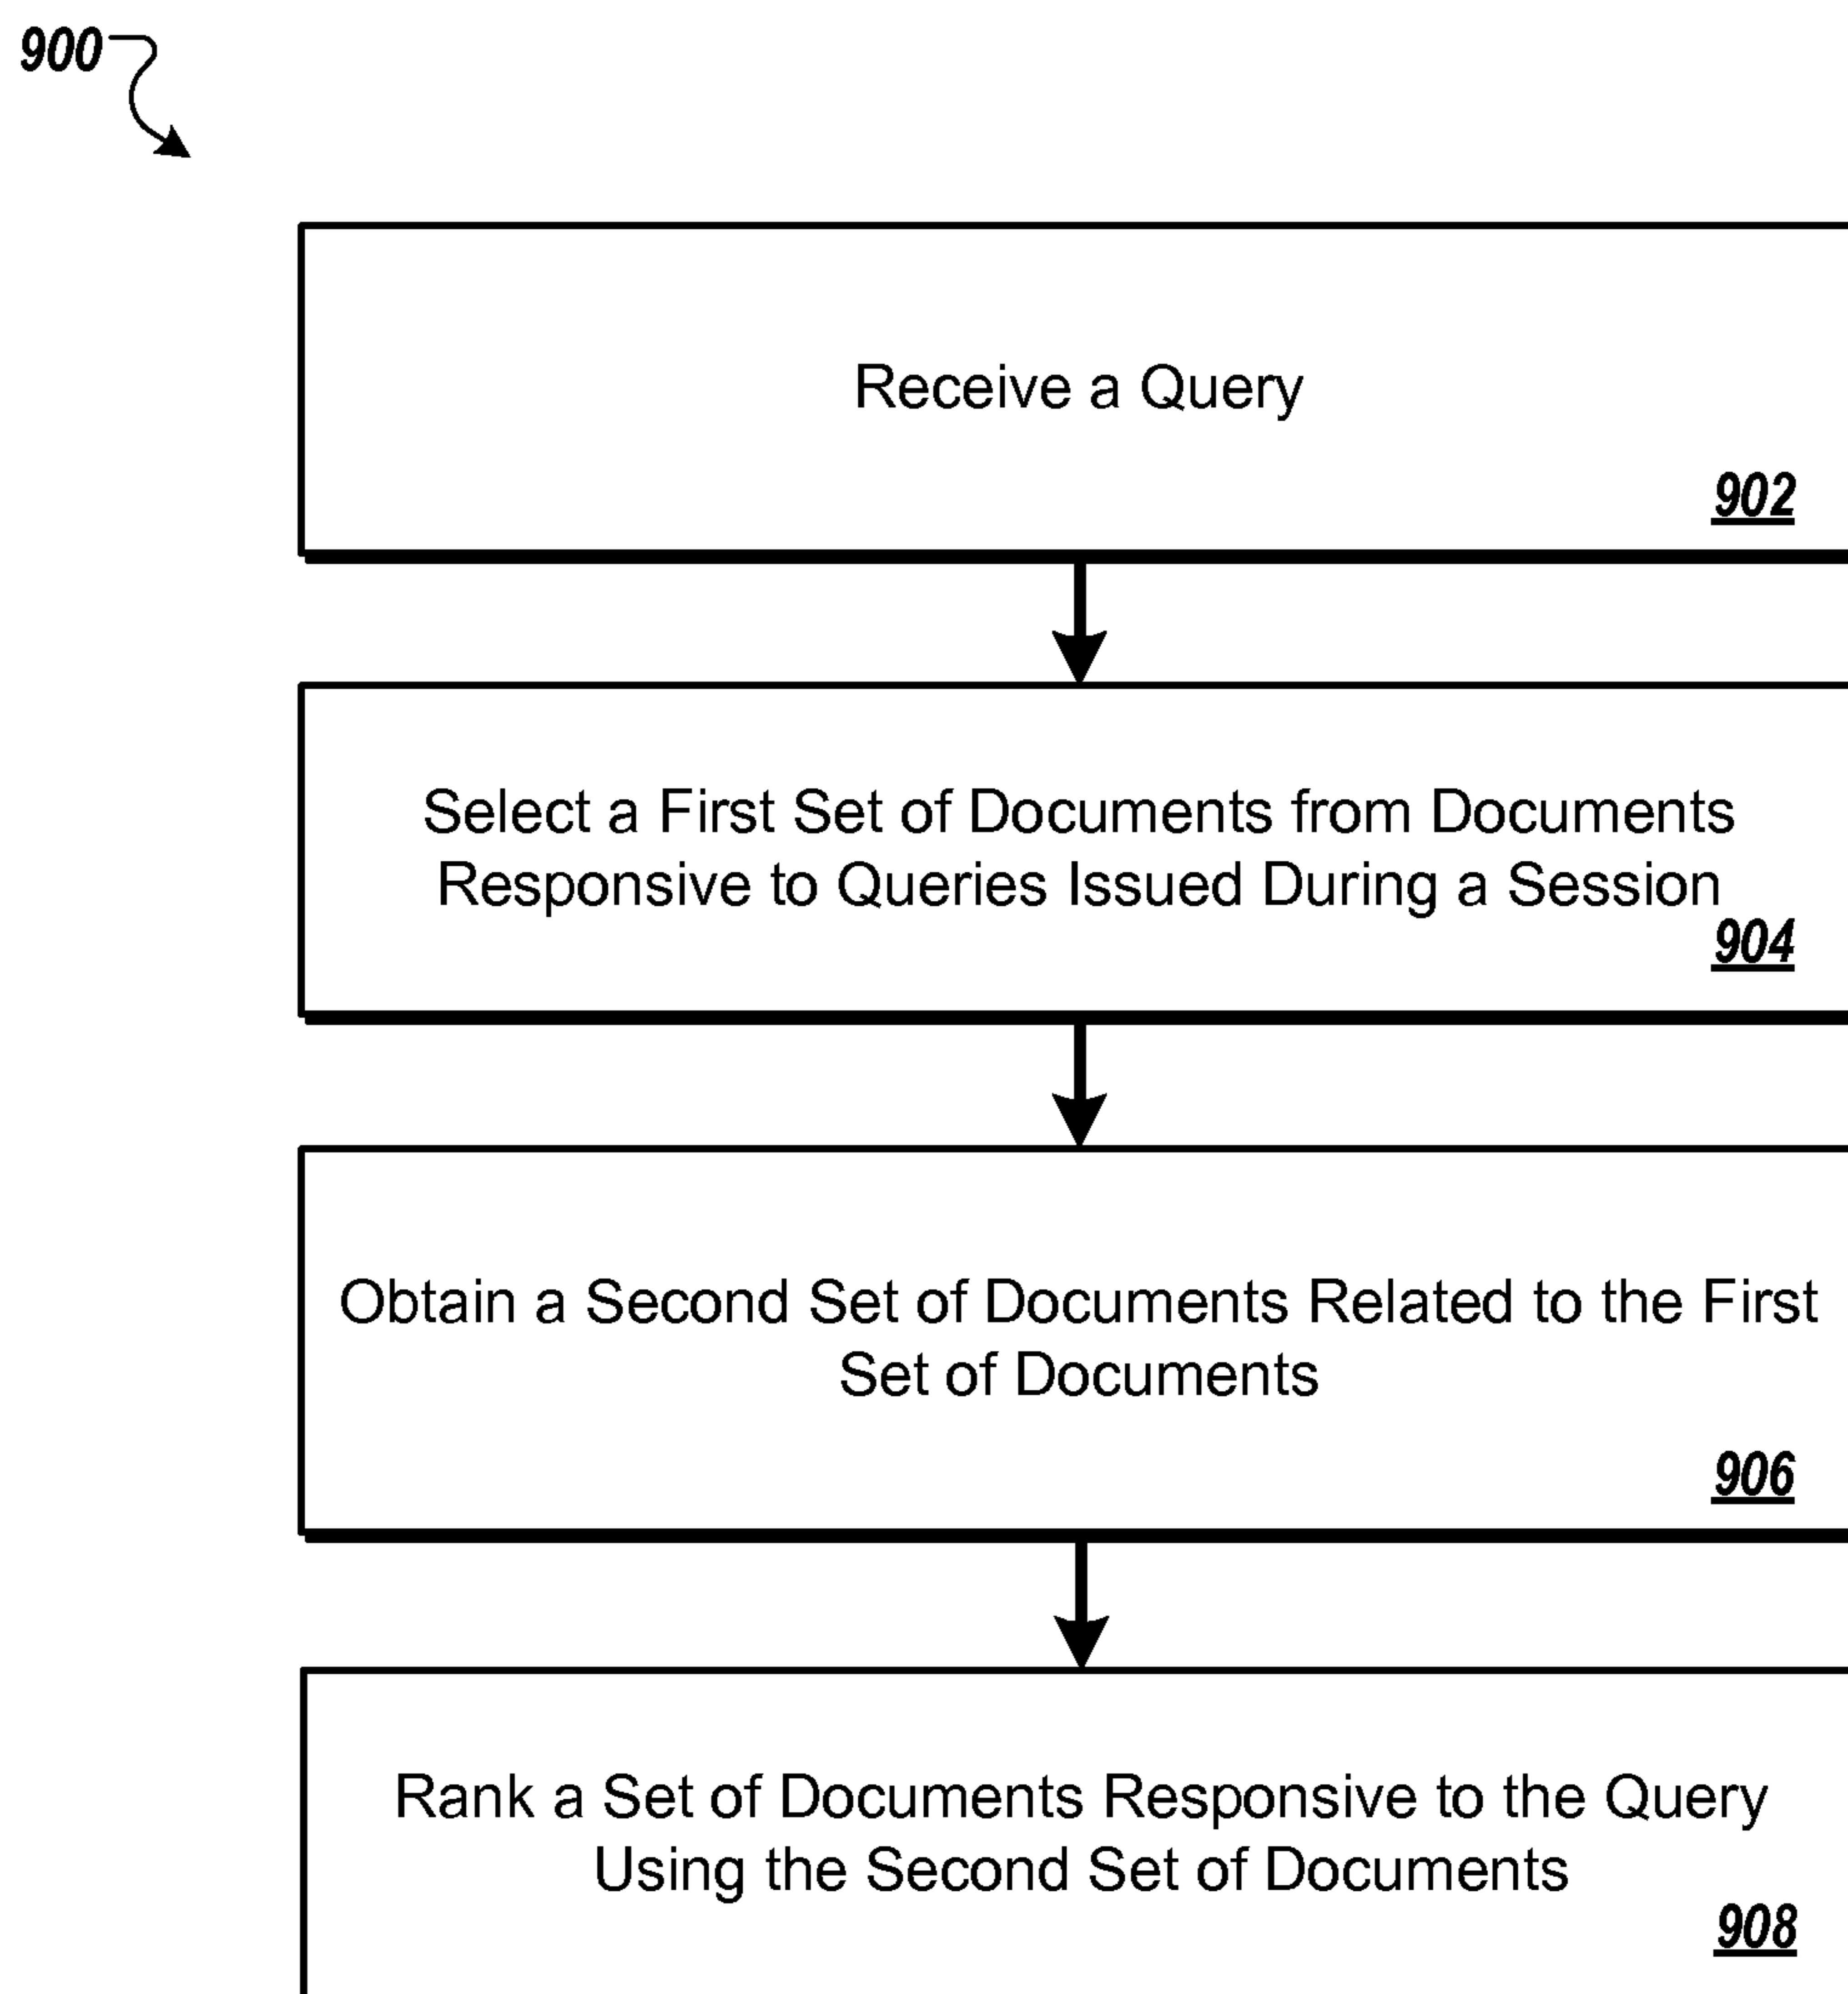 900
Receive a Query
902
Select a First Set of Documents from Documents
Responsive to Queries Issued During a Session
904
Obtain a Second Set of Documents Related to the First
Set of Documents
906
Rank a Set of Documents Responsive to the Query
Using the Second Set of Documents
908